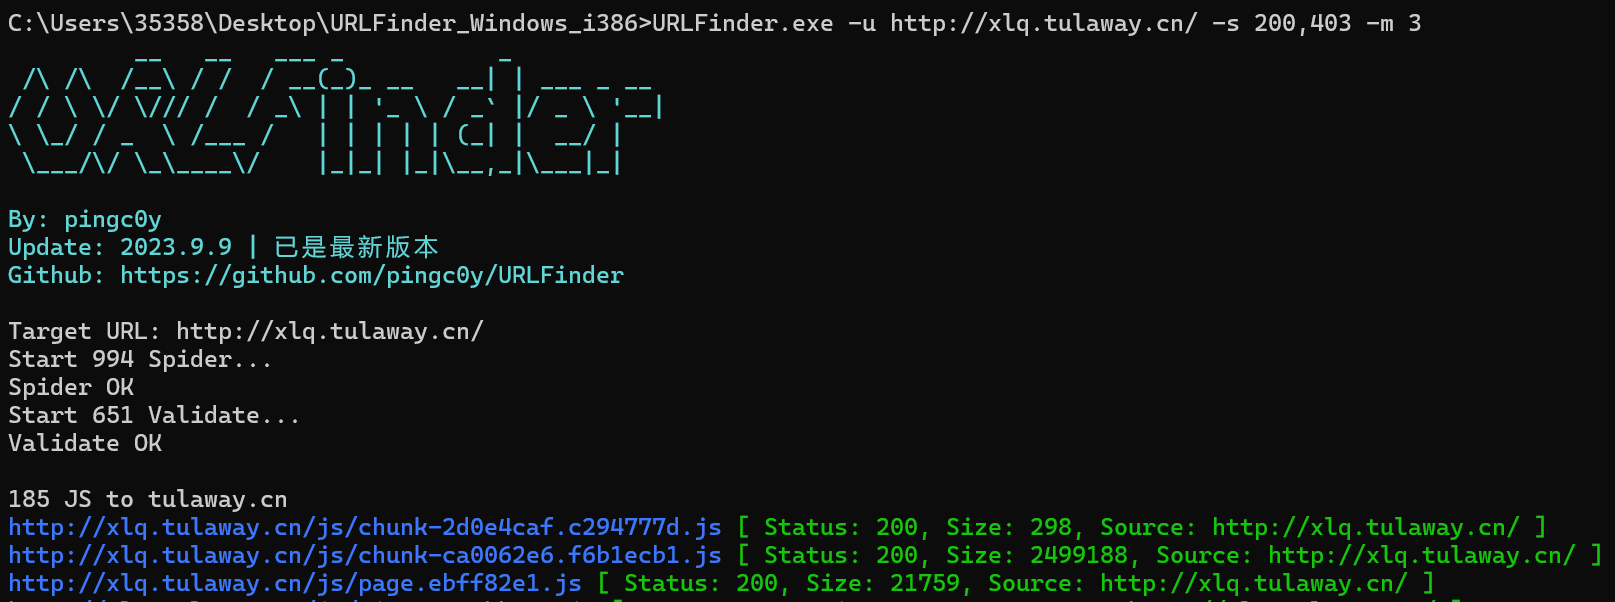 C:\Users\35358\Desktop\URLFinder_Windows_i386>URLFinder.exe -u http://xlq.tulaway.cn/ -s 200,403 -m 3
URLFinder
By: pingc0y
Update: 2023.9.9 | 已是最新版本
Github: https://github.com/pingc0y/URLFinder
Target URL: http://xlq.tulaway.cn/
Start 994 Spider...
Spider OK
Start 651 Validate...
Validate OK
185 JS to tulaway.cn
http://xlq.tulaway.cn/js/chunk-2d0e4caf.c294777d.js [ Status: 200, Size: 298, Source: http://xlq.tulaway.cn/ ]
http://xlq.tulaway.cn/js/chunk-ca0062e6.f6b1ecb1.js [ Status: 200, Size: 2499188, Source: http://xlq.tulaway.cn/ ]
http://xlq.tulaway.cn/js/page.ebff82e1.js [ Status: 200, Size: 21759, Source: http://xlq.tulaway.cn/ ]